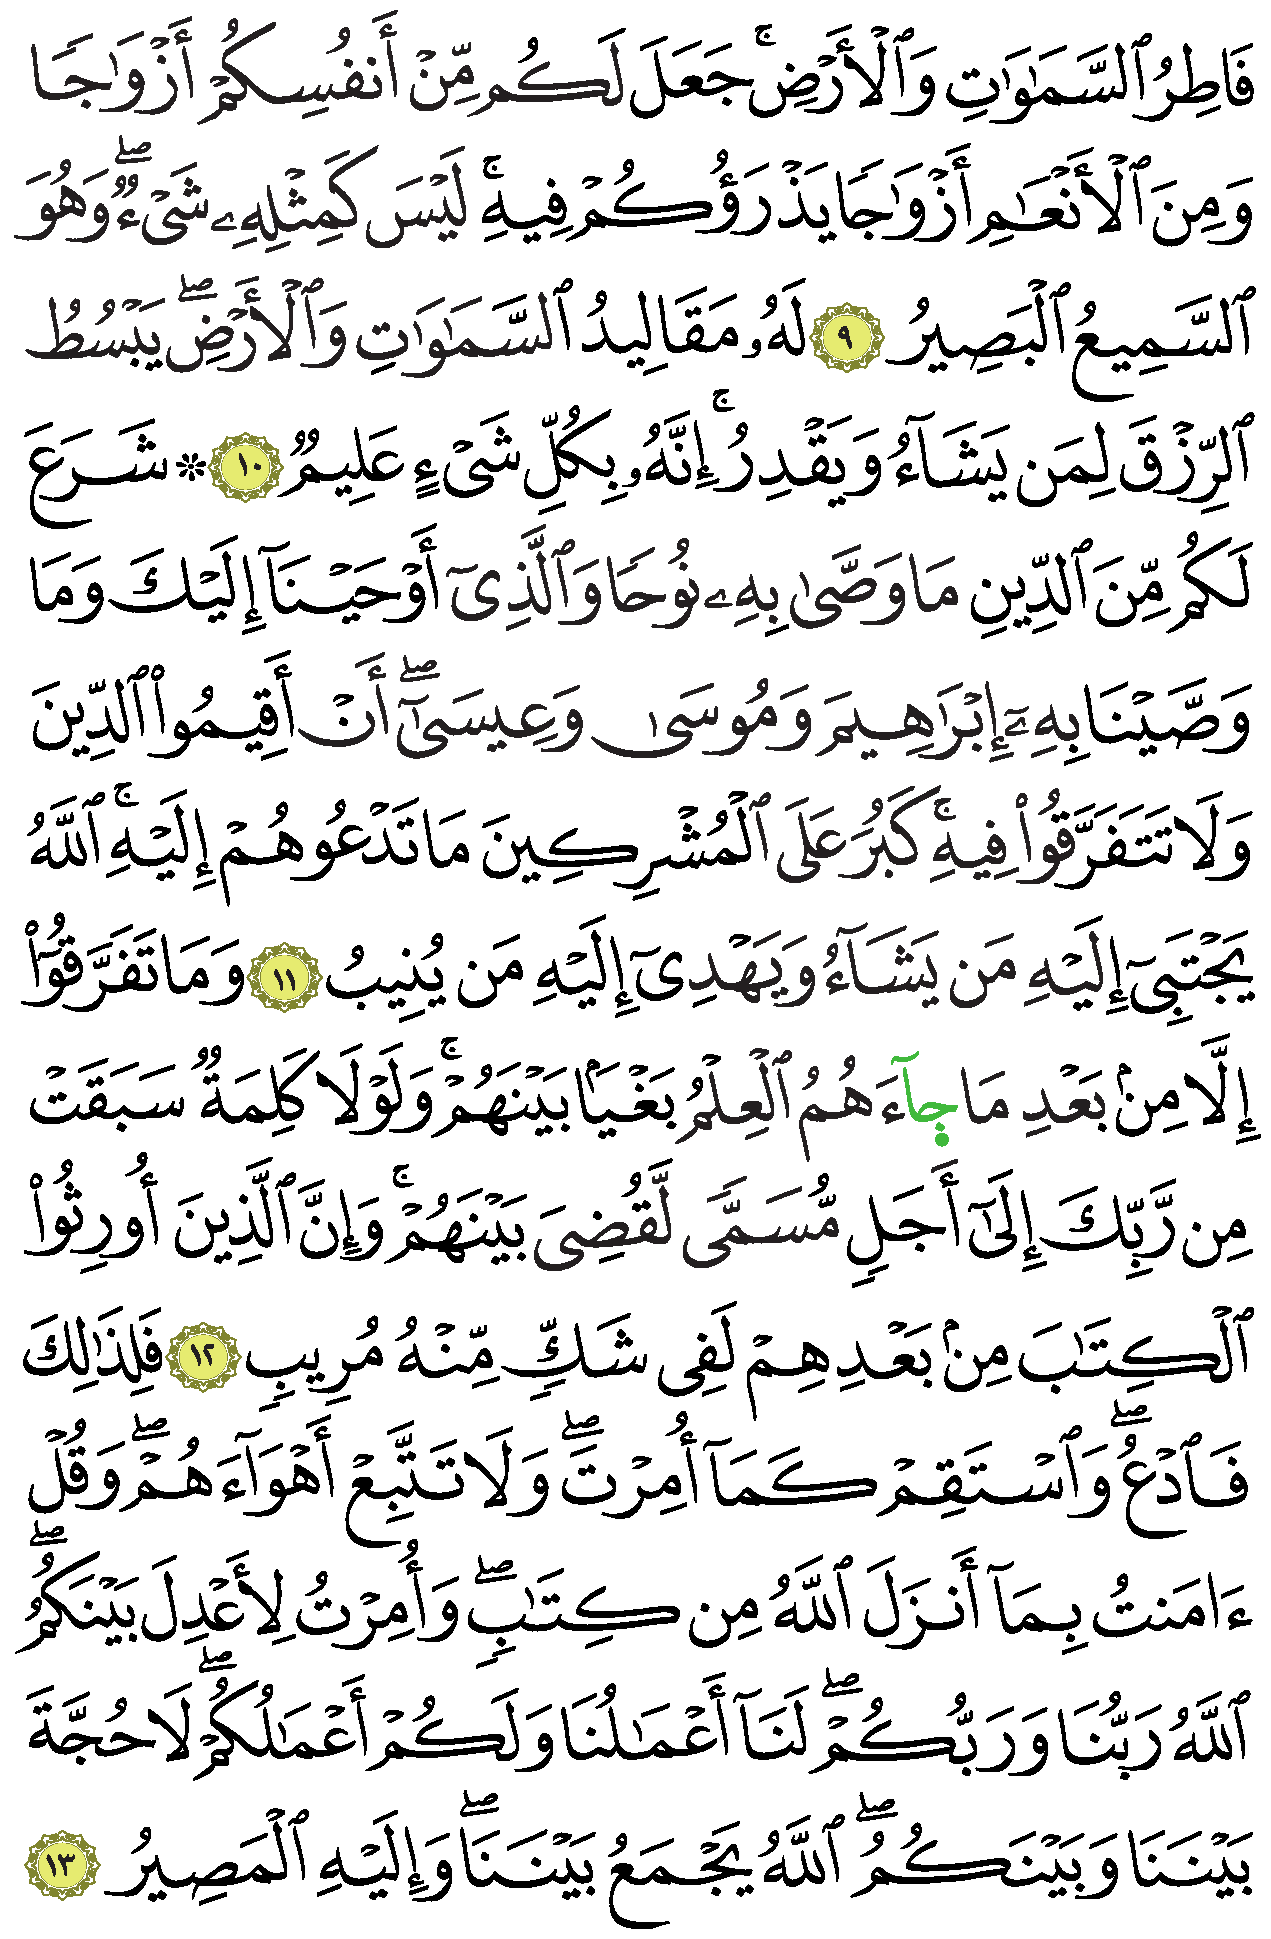 فَاطِرُ ٱلسَّمَٰوَٰتِ وَٱلْأَرْضِۚ جَعَلَ لَكُم مِّنْ أَنفُسِكُمْ أَزْوَٰجًا
وَمِنَ ٱلْأَنْعَٰمِ أَزْوَٰجًا يَذْرَؤُكُمْ فِيهِۚ لَيْسَ كَمِثْلِهِۦ شَىْءٌۖ وَهُوَ
ٱلسَّمِيعُ ٱلْبَصِيرُ ٩ لَهُۥ مَقَالِيدُ ٱلسَّمَٰوَٰتِ وَٱلْأَرْضِۖ يَبْسُطُ
ٱلرِّزْقَ لِمَن يَشَآءُ وَيَقْدِرُۚ إِنَّهُۥ بِكُلِّ شَىْءٍ عَلِيمٌ ١٠ ۞ شَرَعَ
لَكُم مِّنَ ٱلدِّينِ مَا وَصَّىٰ بِهِۦ نُوحًا وَٱلَّذِىٓ أَوْحَيْنَآ إِلَيْكَ وَمَا
وَصَّيْنَا بِهِۦٓ إِبْرَٰهِيمَ وَمُوسَىٰ وَعِيسَىٰٓۖ أَنْ أَقِيمُوا۟ ٱلدِّينَ
وَلَا تَتَفَرَّقُوا۟ فِيهِۚ كَبُرَ عَلَى ٱلْمُشْرِكِينَ مَا تَدْعُوهُمْ إِلَيْهِۚ ٱللَّهُ
يَجْتَبِىٓ إِلَيْهِ مَن يَشَآءُ وَيَهْدِىٓ إِلَيْهِ مَن يُنِيبُ ١١ وَمَا تَفَرَّقُوٓا۟
إِلَّا مِنۢ بَعْدِ مَا جَآءَهُمُ ٱلْعِلْمُ بَغْيًۢا بَيْنَهُمْۚ وَلَوْلَا كَلِمَةٌ سَبَقَتْ
مِن رَّبِّكَ إِلَىٰٓ أَجَلٍ مُّسَمًّى لَّقُضِىَ بَيْنَهُمْۚ وَإِنَّ ٱلَّذِينَ أُورِثُوا۟
ٱلْكِتَٰبَ مِنۢ بَعْدِهِمْ لَفِى شَكٍّ مِّنْهُ مُرِيبٍ ١٢ فَلِذَٰلِكَ
فَٱدْعُۖ وَٱسْتَقِمْ كَمَآ أُمِرْتَۖ وَلَا تَتَّبِعْ أَهْوَآءَهُمْۖ وَقُلْ
ءَامَنتُ بِمَآ أَنزَلَ ٱللَّهُ مِن كِتَٰبٍۖ وَأُمِرْتُ لِأَعْدِلَ بَيْنَكُمُۖ
ٱللَّهُ رَبُّنَا وَرَبُّكُمْۖ لَنَآ أَعْمَٰلُنَا وَلَكُمْ أَعْمَٰلُكُمْۖ لَا حُجَّةَ
بَيْنَنَا وَبَيْنَكُمُۖ ٱللَّهُ يَجْمَعُ بَيْنَنَاۖ وَإِلَيْهِ ٱلْمَصِيرُ ١٣